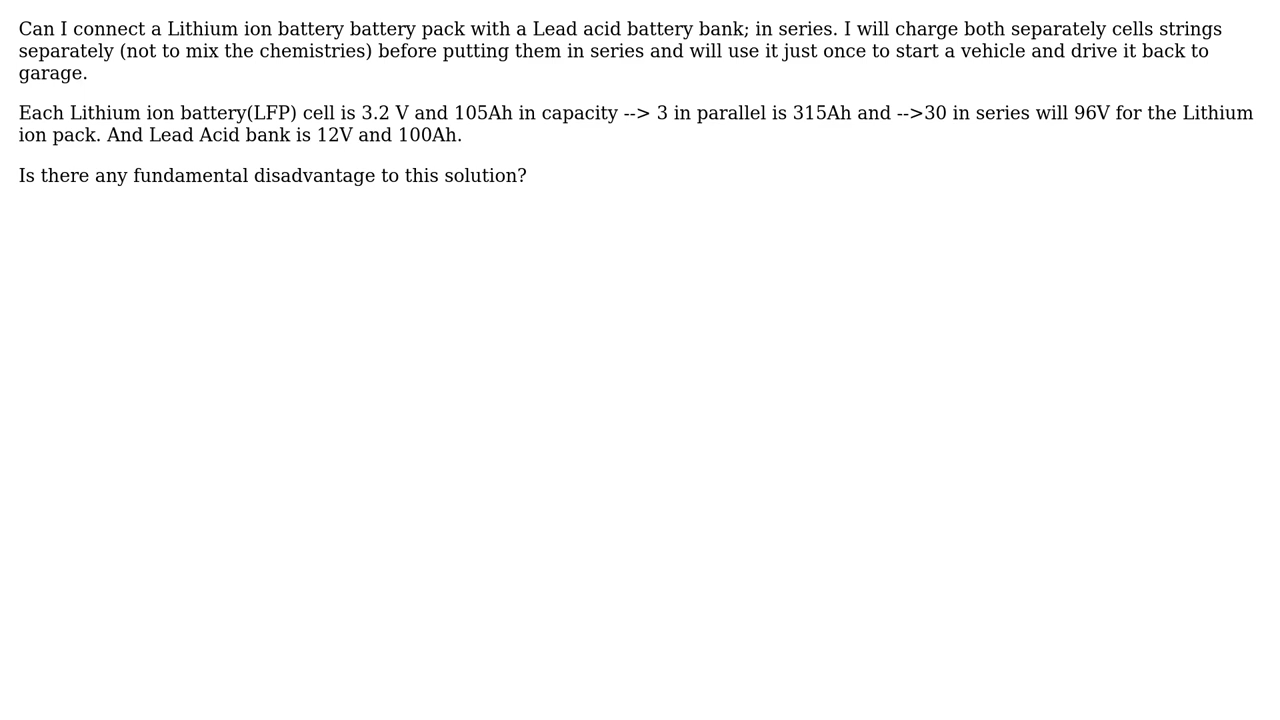 Can I connect a Lithium ion battery battery pack with a Lead acid battery bank; in series. I will charge both separately cells strings
separately (not to mix the chemistries) before putting them in series and will use it just once to start a vehicle and drive it back to
garage.
Each Lithium ion battery(LFP) cell is 3.2 V and 105Ah in capacity --> 3 in parallel is 315Ah and -->30 in series will 96V for the Lithium
ion pack. And Lead Acid bank is 12V and 100Ah.
Is there any fundamental disadvantage to this solution?